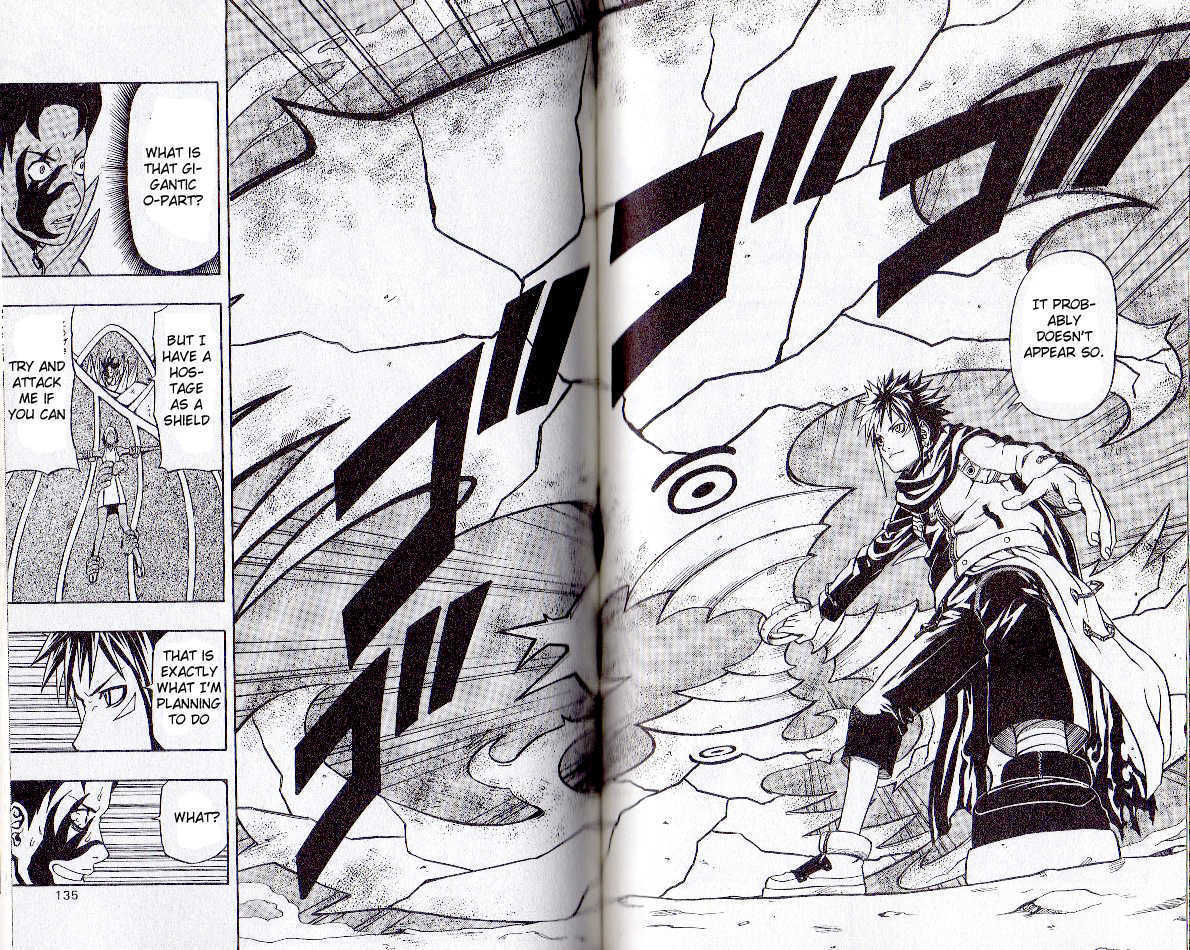 IT PROB-
ABLY
DOESN'T
APPEAR SO.
ゴゴゴゴゴ
WHAT IS
THAT GI-
GANTIC
O-PART?
BUT I
HAVE A
HOS-
TAGE
AS A
SHIELD
TRY AND
ATTACK
ME IF
YOU CAN
THAT IS
EXACTLY
WHAT I'M
PLANNING
TO DO
WHAT?
135